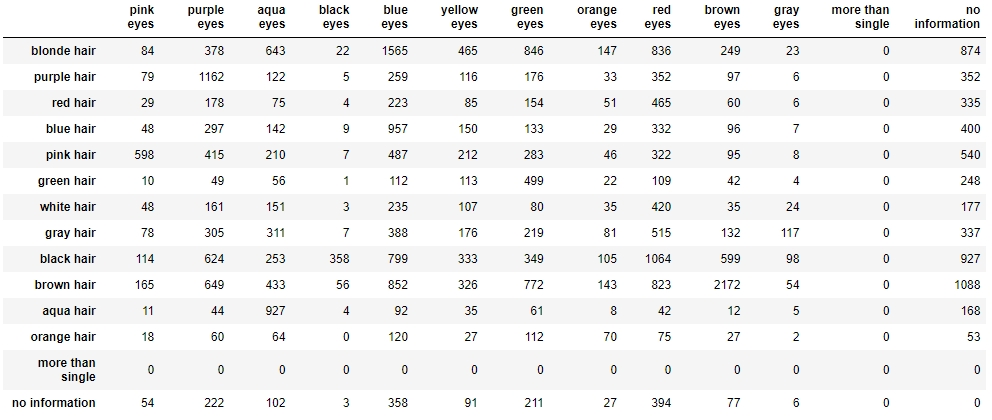 pink eyes purple eyes aqua eyes black eyes blue eyes yellow eyes green eyes orange eyes red eyes brown eyes gray eyes more than single no information
blonde hair 84 378 643 22 1565 465 846 147 836 249 23 0 874
purple hair 79 1162 122 5 259 116 176 33 352 97 6 0 352
red hair 29 178 75 4 223 85 154 51 465 60 6 0 335
blue hair 48 297 142 9 957 150 133 29 332 96 7 0 400
pink hair 598 415 210 7 487 212 283 46 322 95 8 0 540
green hair 10 49 56 1 112 113 499 22 109 42 4 0 248
white hair 48 161 151 3 235 107 80 35 420 35 24 0 177
gray hair 78 305 311 7 388 176 219 81 515 132 117 0 337
black hair 114 624 253 358 799 333 349 105 1064 599 98 0 927
brown hair 165 649 433 56 852 326 772 143 823 2172 54 0 1088
aqua hair 11 44 927 4 92 35 61 8 42 12 5 0 168
orange hair 18 60 64 0 120 27 112 70 75 27 2 0 53
more than single 0 0 0 0 0 0 0 0 0 0 0 0 0
no information 54 222 102 3 358 91 211 27 394 77 6 0 0